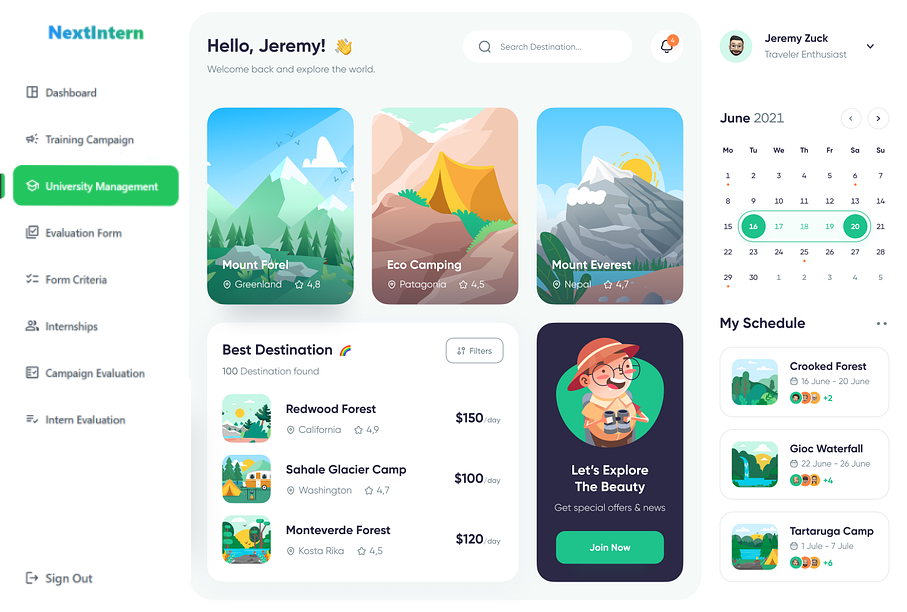 NextIntern
Dashboard
Training Campaign
University Management
Evaluation Form
Form Criteria
Internships
Campaign Evaluation
Intern Evaluation
Sign Out
Hello, Jeremy! 👋
Welcome back and explore the world.
Search Destination...
4
Mount Forel
Greenland 4,8
Eco Camping
Patagonia 4,5
Mount Everest
Nepal 4,7
Best Destination 🌈
Filters
100 Destination found
Redwood Forest
California 4,9
$150/day
Sahale Glacier Camp
Washington 4,7
$100/day
Monteverde Forest
Kosta Rika 4,5
$120/day
Let's Explore
The Beauty
Get special offers & news
Join Now
Jeremy Zuck
Traveler Enthusiast
June 2021
Mo Tu We Th Fr Sa Su
1 2 3 4 5 6 7
8 9 10 11 12 13 14
15 16 17 18 19 20 21
22 23 24 25 26 27 28
29 30 1 2 3 4 5
My Schedule
Crooked Forest
16 June - 20 June
+2
Gioc Waterfall
22 June - 26 June
+4
Tartaruga Camp
1 Jule - 7 Jule
+6